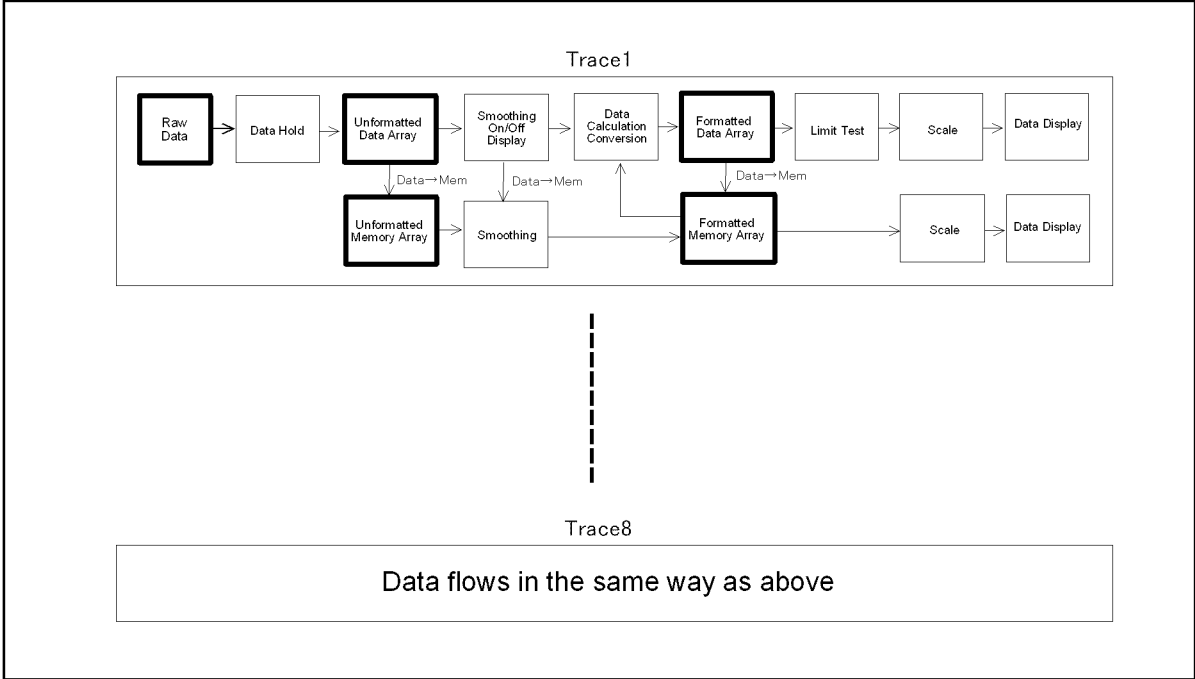 Trace1
Raw
Data
Data Hold
Unformatted
Data Array
Smoothing
On/Off
Display
Data
Calculation
Conversion
Formatted
Data Array
Limit Test
Scale
Data Display
Data→Mem
Data→Mem
Data→Mem
Unformatted
Memory Array
Smoothing
Formatted
Memory Array
Scale
Data Display
Trace8
Data flows in the same way as above